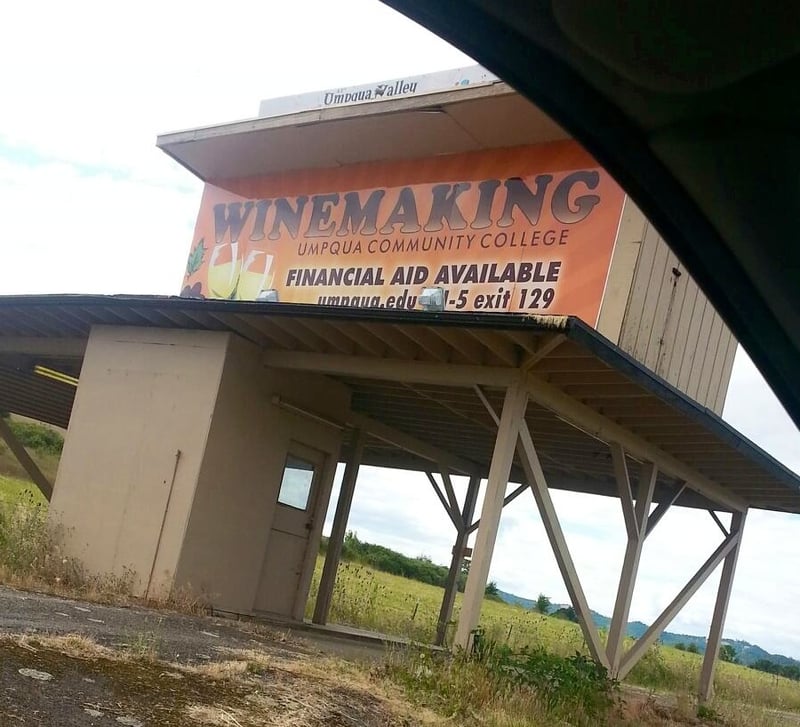 Umpqua Valley
WINEMAKING
UMPQUA COMMUNITY COLLEGE
FINANCIAL AID AVAILABLE
umpqua.edu I-5 exit 129